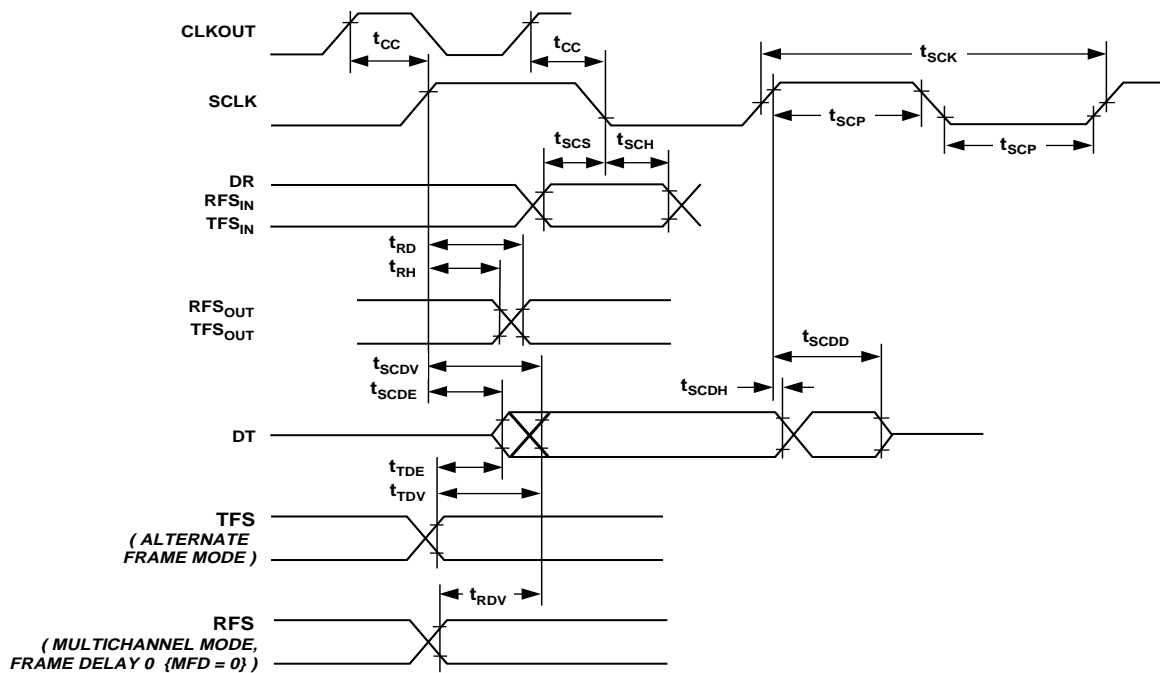 CLKOUT
tCC
tCC
tSCK
SCLK
tSCP
tSCP
tSCS
tSCH
DR
RFSIN
TFSIN
tRD
tRH
RFSOUT
TFSOUT
tSCDV
tSCDE
tSCDD
tSCDH
DT
tTDE
tTDV
TFS
( ALTERNATE
FRAME MODE )
tRDV
RFS
( MULTICHANNEL MODE,
FRAME DELAY 0 {MFD = 0} )